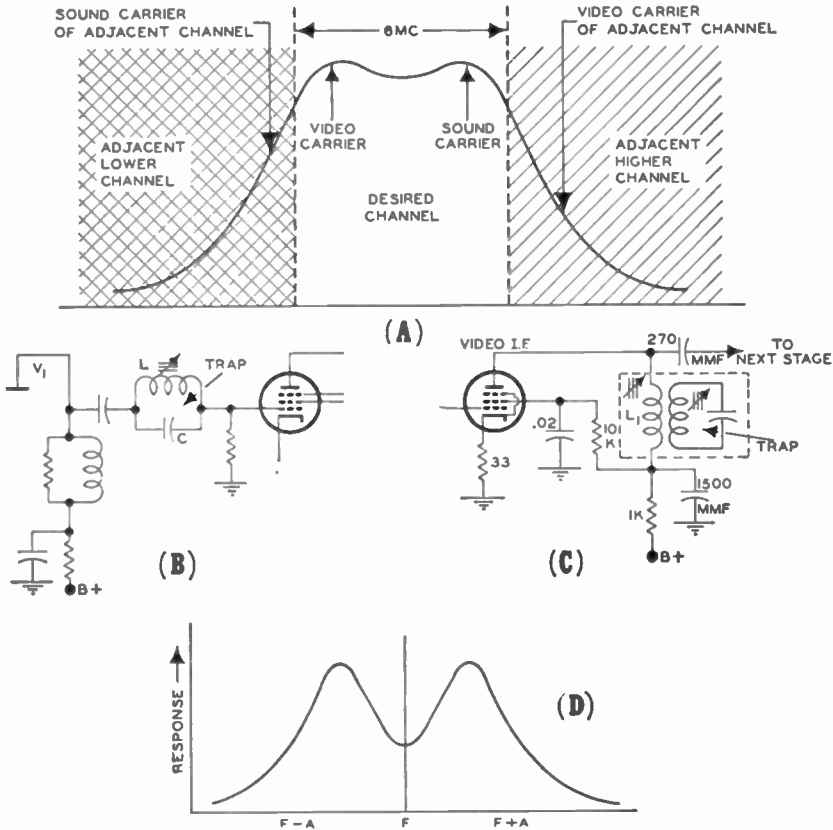 SOUND CARRIER
OF ADJACENT CHANNEL
6MC
VIDEO CARRIER
OF ADJACENT CHANNEL
ADJACENT
LOWER
CHANNEL
VIDEO
CARRIER
SOUND
CARRIER
ADJACENT
HIGHER
CHANNEL
DESIRED
CHANNEL
(A)
V1
L
TRAP
C
B+
(B)
VIDEO I.F.
270
MMF
TO
NEXT STAGE
L1
.02
10
K
33
TRAP
1500
MMF
1K
B+
(C)
RESPONSE
(D)
F-A
F
F+A